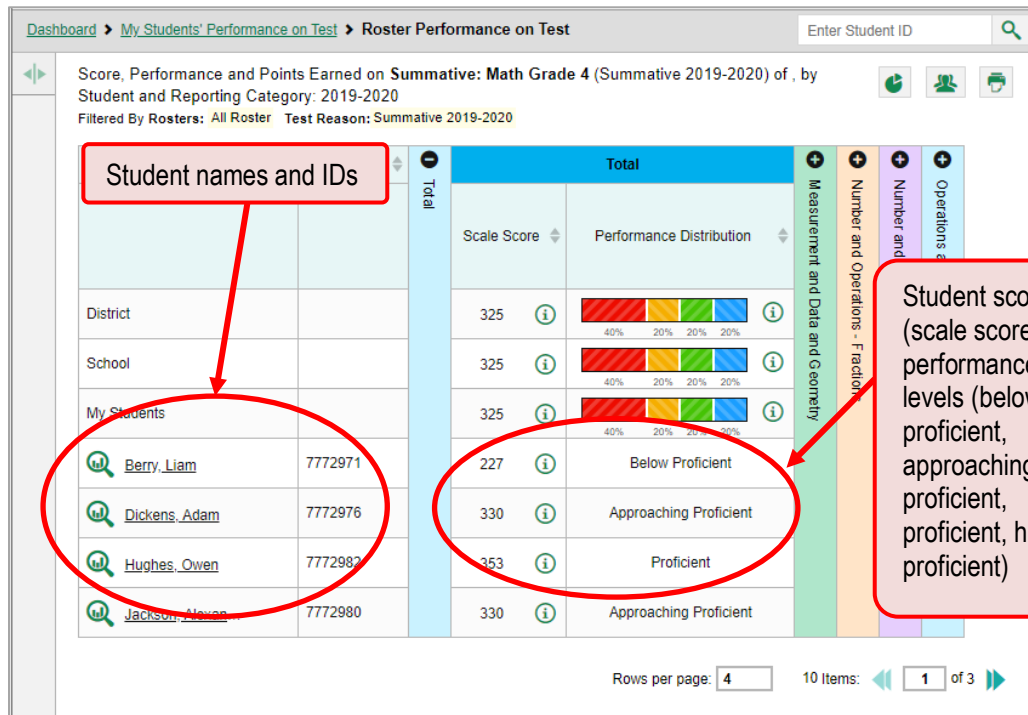 Dashboard > My Students' Performance on Test > Roster Performance on Test
Enter Student ID
Score, Performance and Points Earned on Summative: Math Grade 4 (Summative 2019-2020) of , by
Student and Reporting Category: 2019-2020
Filtered By Rosters: All Roster Test Reason: Summative 2019-2020
Student names and IDs
Total
Total
Scale Score
Performance Distribution
Measurement and Data and Geometry
Number and Operations - Fractions
Number and
Operations
District 325
40% 20% 20% 20%
School 325
40% 20% 20% 20%
My Students 325
40% 20% 20% 20%
Berry, Liam 7772971 227 Below Proficient
Dickens, Adam 7772976 330 Approaching Proficient
Hughes, Owen 7772982 353 Proficient
Jackson, Alexan... 7772980 330 Approaching Proficient
Student sco
(scale score
performance
levels (below
proficient,
approaching
proficient,
proficient, h
proficient)
Rows per page: 4 10 Items: 1 of 3